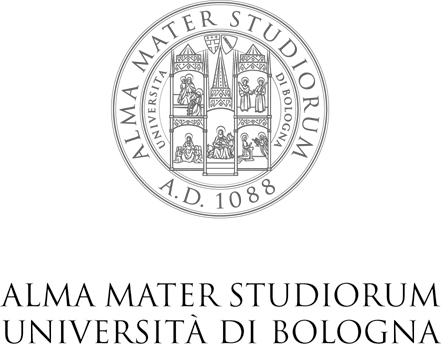 ALMA MATER STUDIORUM
UNIVERSITÀ
DI BOLOGNA
A.D. 1088
ALMA MATER STUDIORUM
UNIVERSITÀ DI BOLOGNA